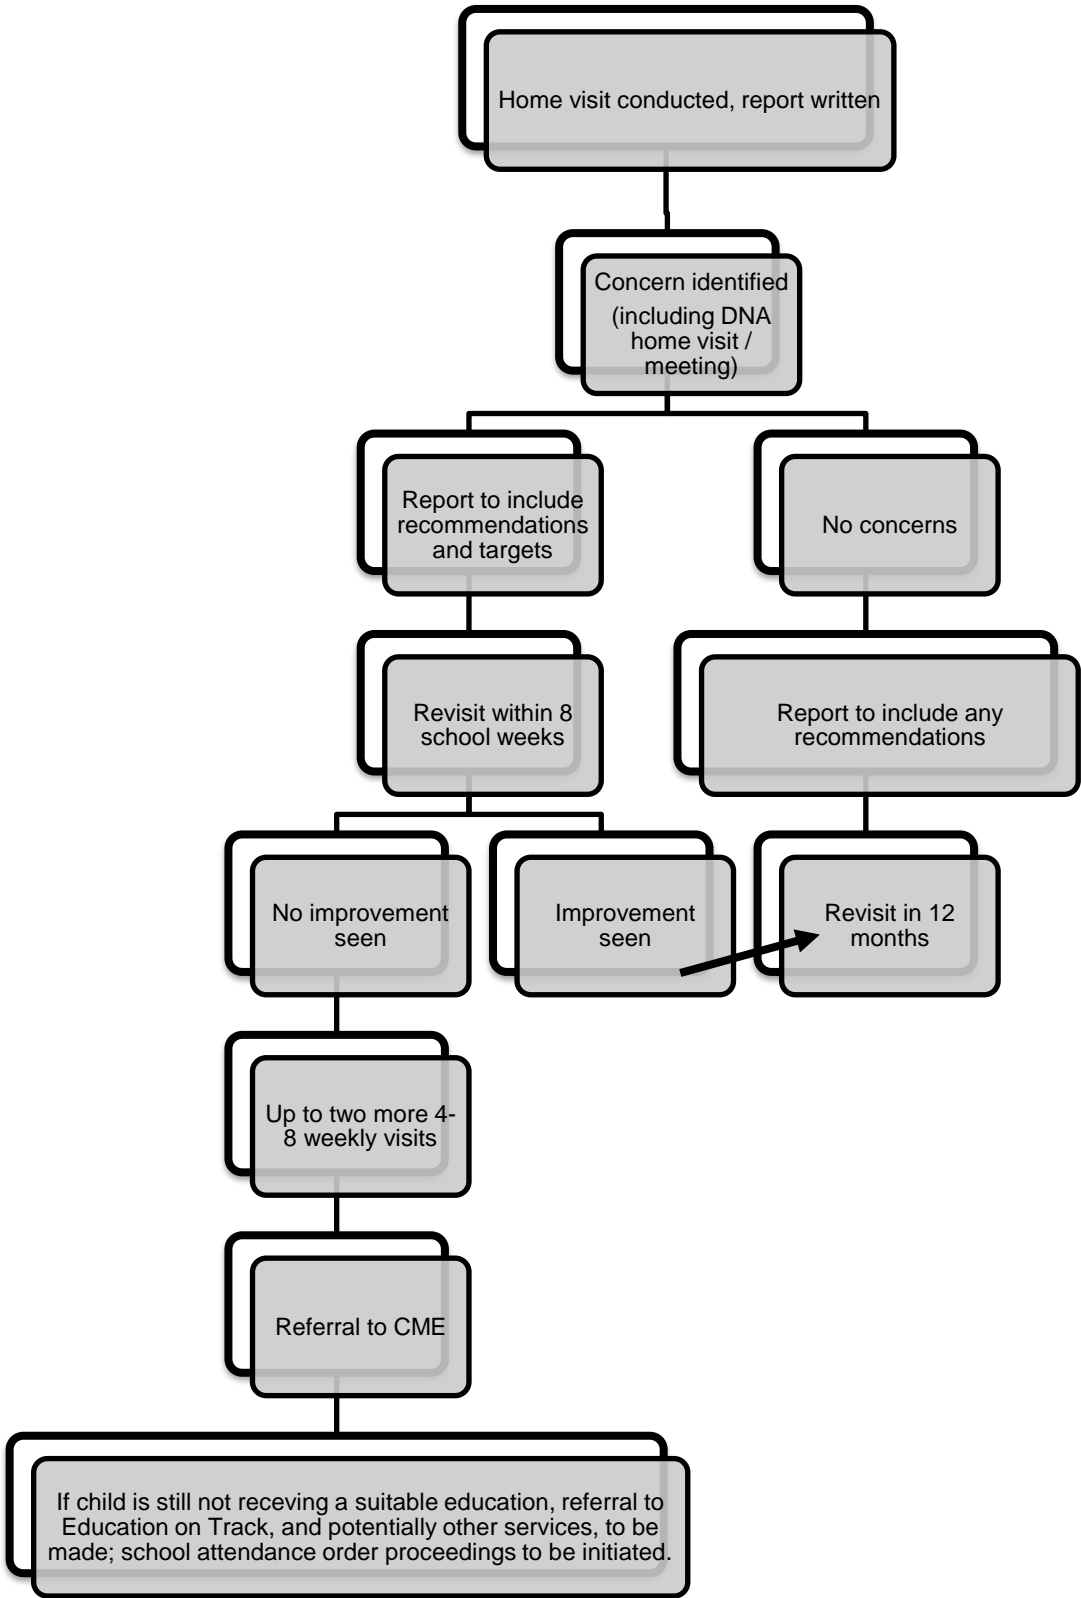 Home visit conducted, report written
Concern identified
(including DNA
home visit /
meeting)
Report to include
recommendations
and targets
No concerns
Revisit within 8
school weeks
Report to include any
recommendations
No improvement
seen
Improvement
seen
Revisit in 12
months
Up to two more 4-
8 weekly visits
Referral to CME
If child is still not receving a suitable education, referral to
Education on Track, and potentially other services, to be
made; school attendance order proceedings to be initiated.